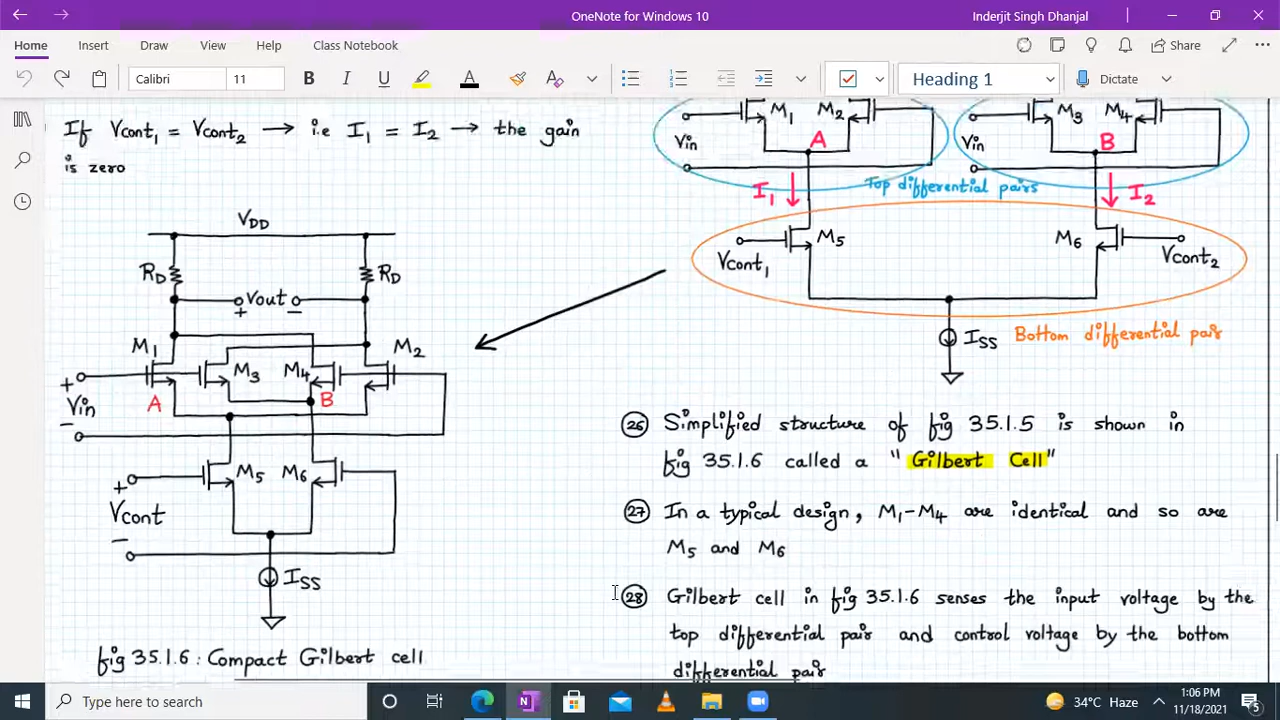 OneNote for Windows 10
Inderjit Singh Dhanjal
Home Insert Draw View Help Class Notebook
Share
Calibri 11 B I U A Heading 1 Dictate
If Vcont1 = Vcont2 → i.e I1 = I2 → the gain
is zero
VDD
RD RD
Vout
+ −
M1 M2
M3 M4
+
Vin
−
A B
M5 M6
+
Vcont
−
ISS
fig 35.1.6 : Compact Gilbert cell
M1 M2 M3 M4
Vin A Vin B
Top differential pairs
I1 I2
M5 M6
Vcont1 Vcont2
ISS Bottom differential pair
26 Simplified structure of fig 35.1.5 is shown in
fig 35.1.6 called a "Gilbert Cell"
27 In a typical design, M1-M4 are identical and so are
M5 and M6
28 Gilbert cell in fig 35.1.6 senses the input voltage by the
top differential pair and control voltage by the bottom
differential pair
Type here to search
34°C Haze
1:06 PM
11/18/2021
5